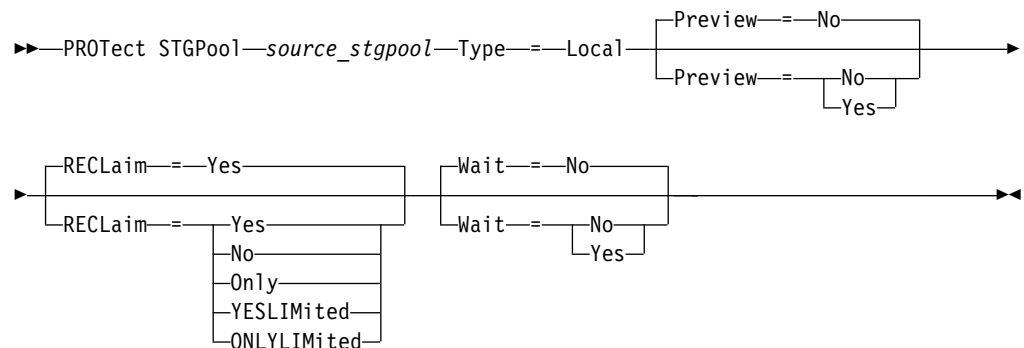 Preview = No
PROTect STGPool source_stgpool Type = Local
Preview = No
Yes
RECLaim = Yes
Wait = No
RECLaim = Yes
No
Only
YESLIMited
ONLYLIMited
Wait = No
Yes